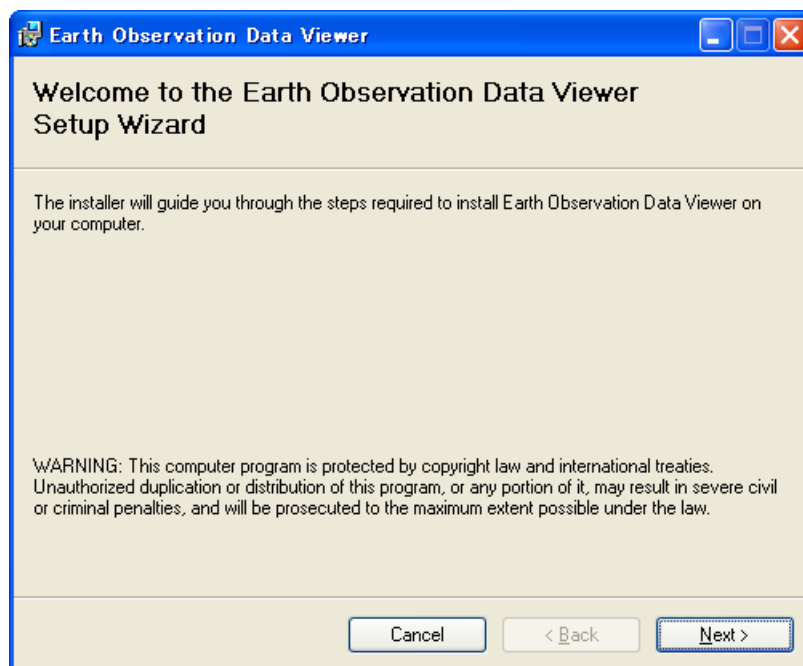 Earth Observation Data Viewer
Welcome to the Earth Observation Data Viewer
Setup Wizard
The installer will guide you through the steps required to install Earth Observation Data Viewer on
your computer.
WARNING: This computer program is protected by copyright law and international treaties.
Unauthorized duplication or distribution of this program, or any portion of it, may result in severe civil
or criminal penalties, and will be prosecuted to the maximum extent possible under the law.
Cancel < Back Next >